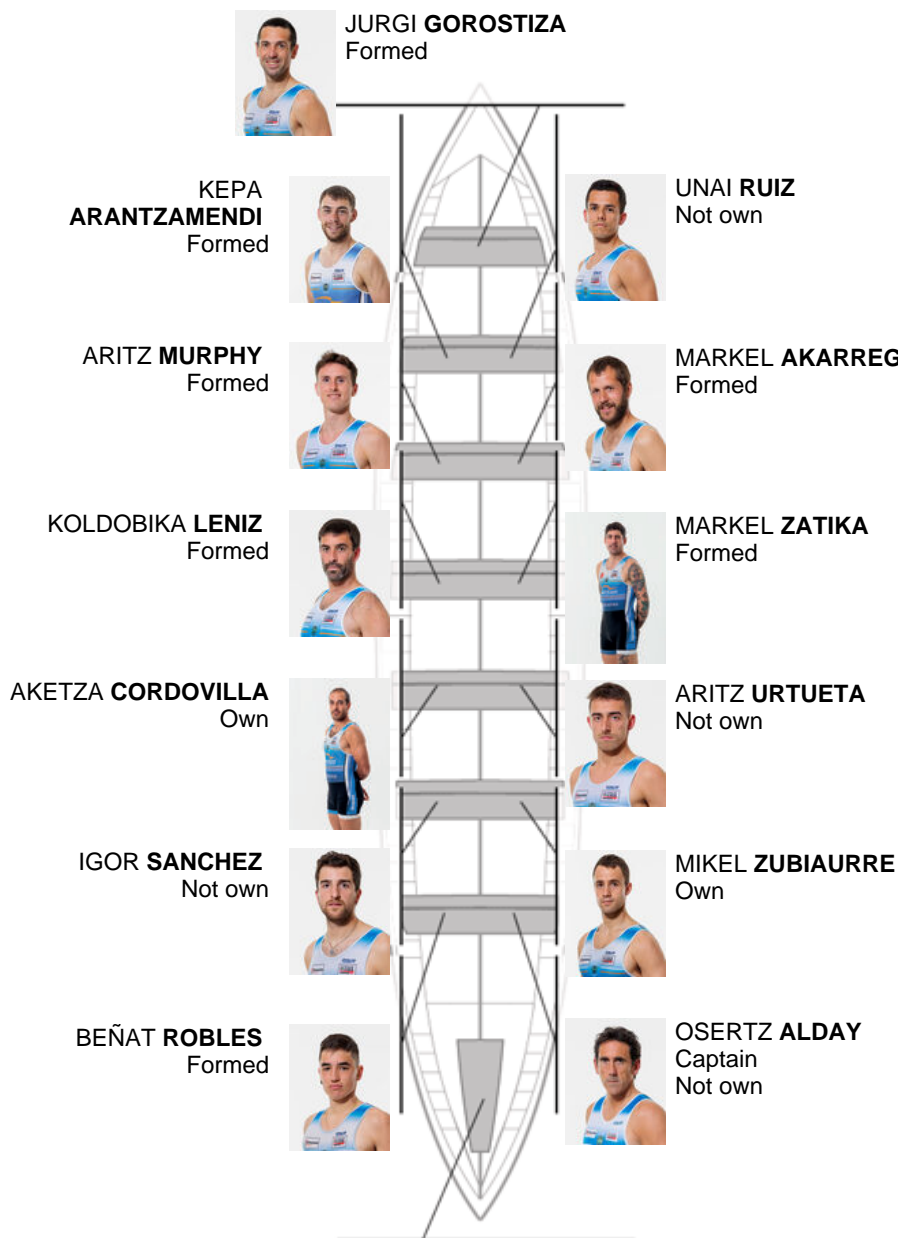 JURGI GOROSTIZA
Formed
KEPA
ARANTZAMENDI
Formed
UNAI RUIZ
Not own
ARITZ MURPHY
Formed
MARKEL AKARREG
Formed
KOLDOBIKA LENIZ
Formed
MARKEL ZATIKA
Formed
AKETZA CORDOVILLA
Own
ARITZ URTUETA
Not own
IGOR SANCHEZ
Not own
MIKEL ZUBIAURRE
Own
BEÑAT ROBLES
Formed
OSERTZ ALDAY
Captain
Not own